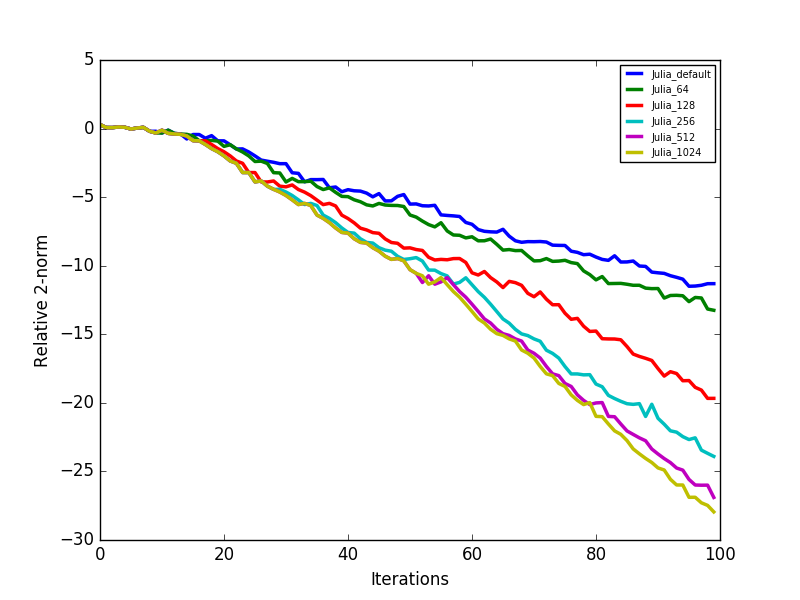 5
0
−5
−10
−15
−20
−25
−30
0
20
40
60
80
100
Relative 2-norm
Iterations
Julia_default
Julia_64
Julia_128
Julia_256
Julia_512
Julia_1024